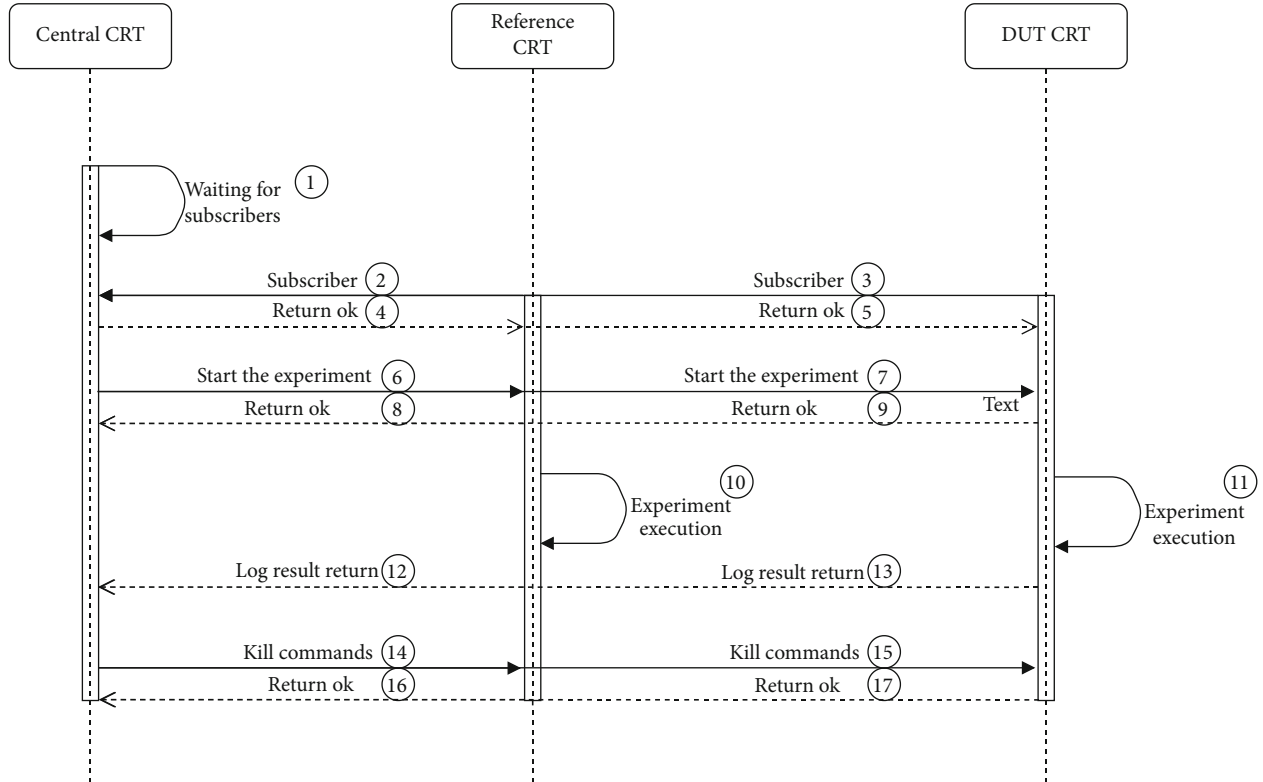 Central CRT
Reference
CRT
DUT CRT
Waiting for
subscribers
1
Subscriber 2
Subscriber 3
Return ok 4
Return ok 5
Start the experiment 6
Start the experiment 7
Return ok 8
Return ok 9
Text
10
Experiment
execution
11
Experiment
execution
Log result return 12
Log result return 13
Kill commands 14
Kill commands 15
Return ok 16
Return ok 17